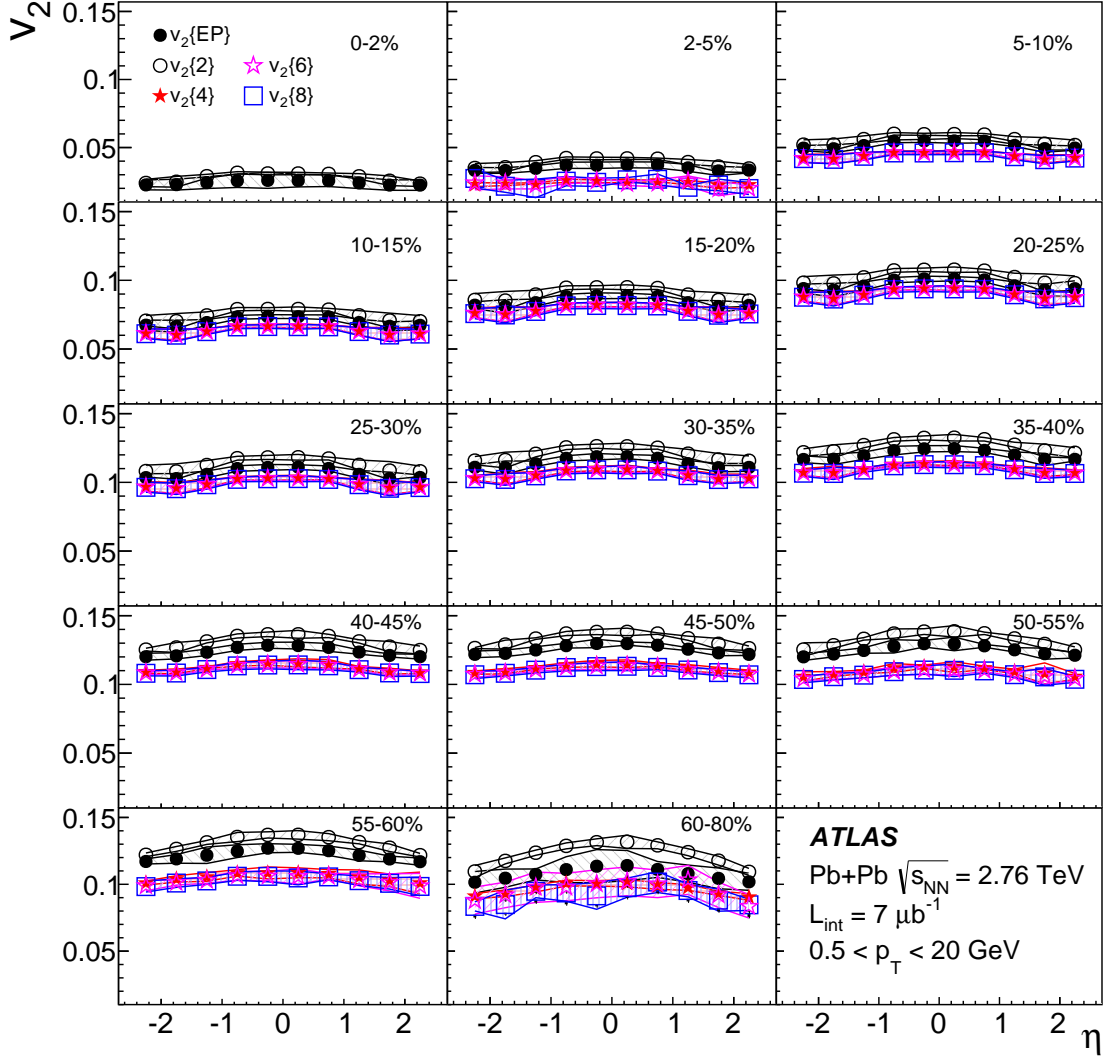 v2
0.15
0-2%
2-5%
5-10%
v2{EP}
v2{2}
v2{6}
v2{4}
v2{8}
0.1
0.05
10-15%
15-20%
20-25%
0.15
0.1
0.05
25-30%
30-35%
35-40%
0.15
0.1
0.05
40-45%
45-50%
50-55%
0.15
0.1
0.05
55-60%
60-80%
0.15
0.1
0.05
ATLAS
Pb+Pb √sNN = 2.76 TeV
Lint = 7 μb-1
0.5 < pT < 20 GeV
-2 -1 0 1 2
-2 -1 0 1 2
-2 -1 0 1 2
η